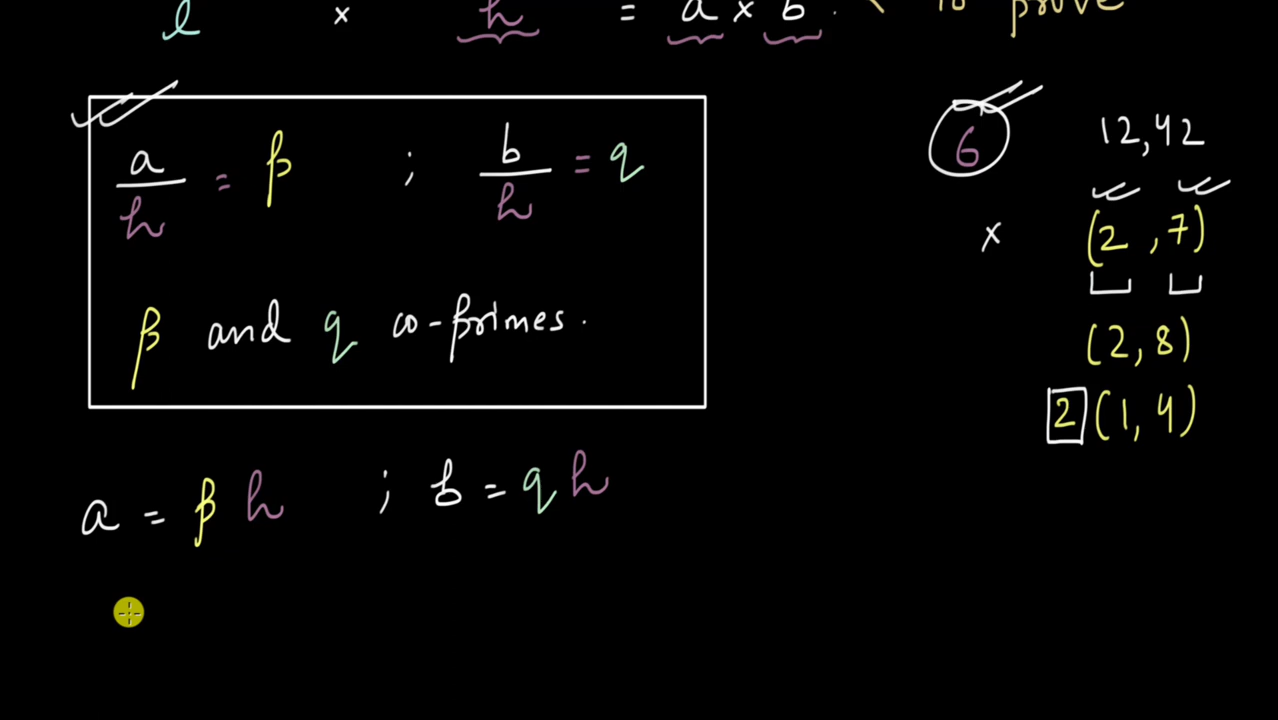 l × h = a × b . to prove
a/h = p ; b/h = q
6 12,42
× (2 ,7)
p and q co-primes.
(2,8)
2 (1,4)
a = p h ; b = q h